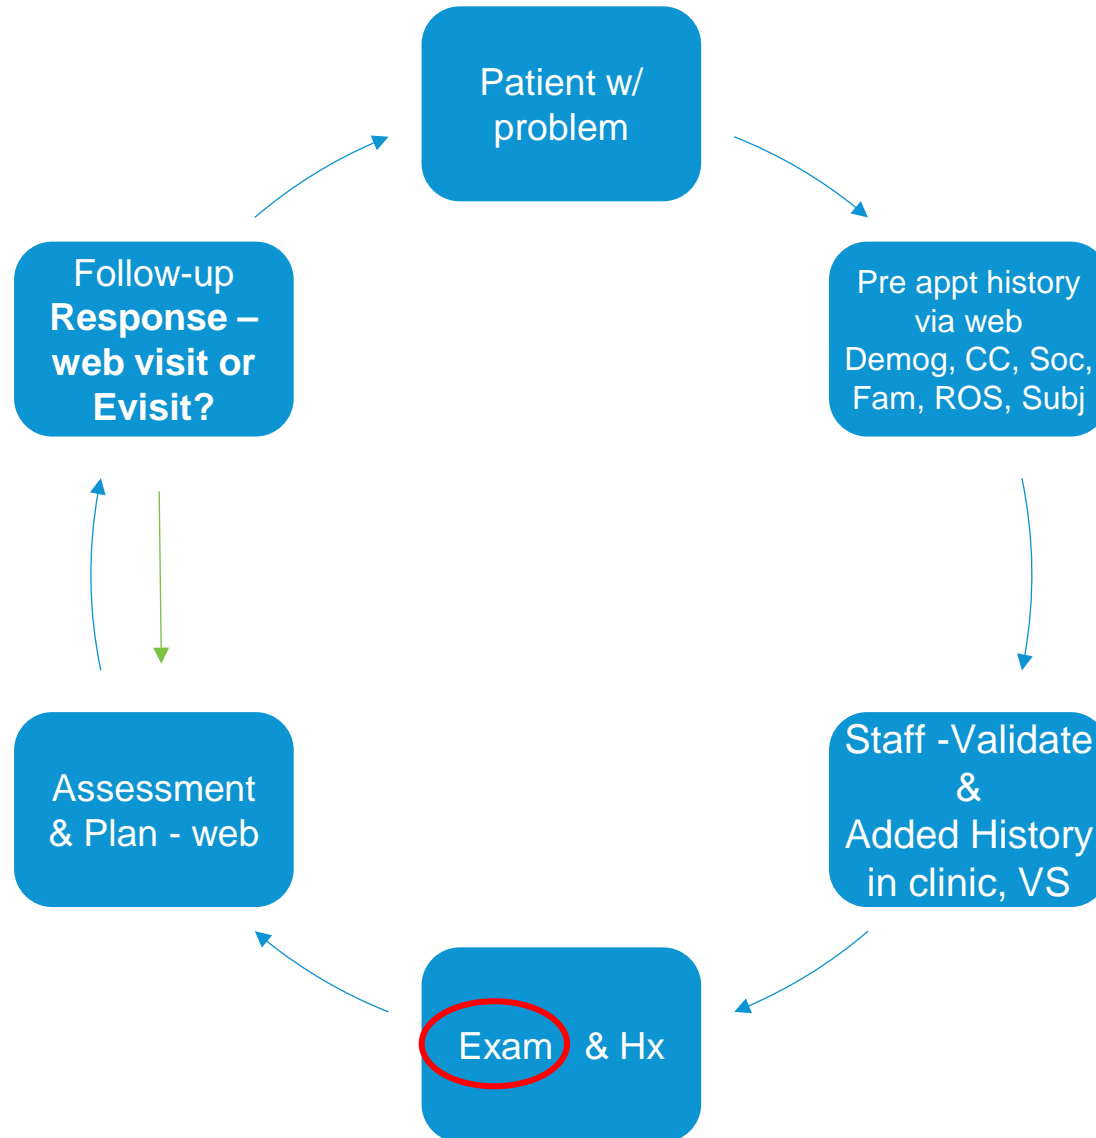 Patient w/
problem
Pre appt history
via web
Demog, CC, Soc,
Fam, ROS, Subj
Staff -Validate
&
Added History
in clinic, VS
Exam & Hx
Assessment
& Plan - web
Follow-up
Response –
web visit or
Evisit?